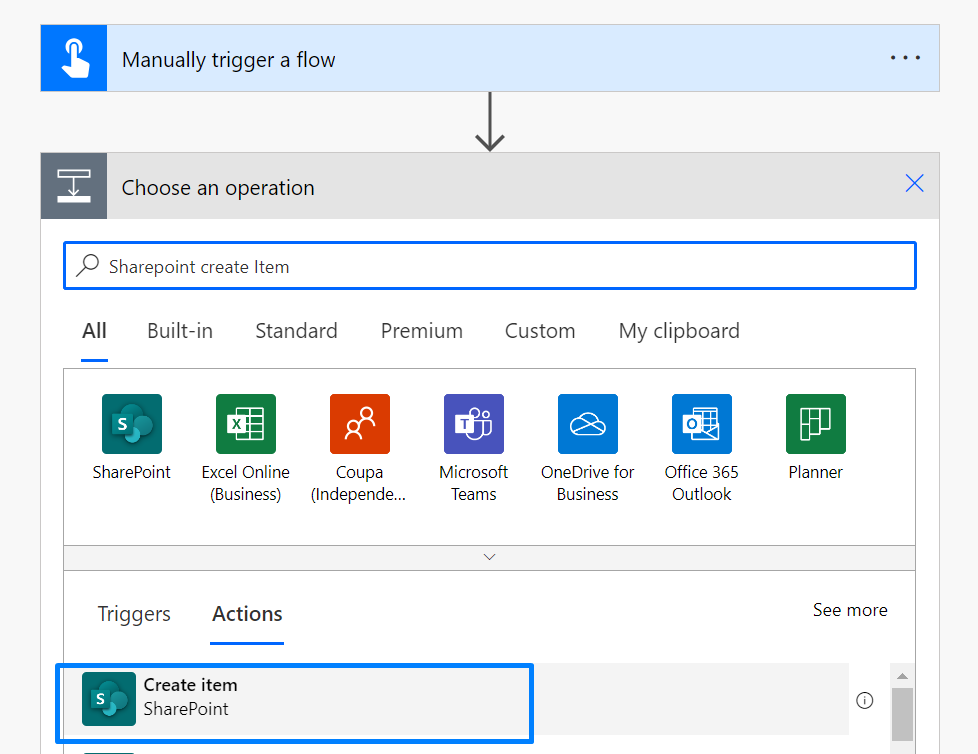 Manually trigger a flow
Choose an operation
Sharepoint create Item
All Built-in Standard Premium Custom My clipboard
SharePoint
Excel Online
(Business)
Coupa
(Independe...
Microsoft
Teams
OneDrive for
Business
Office 365
Outlook
Planner
Triggers Actions See more
Create item
SharePoint